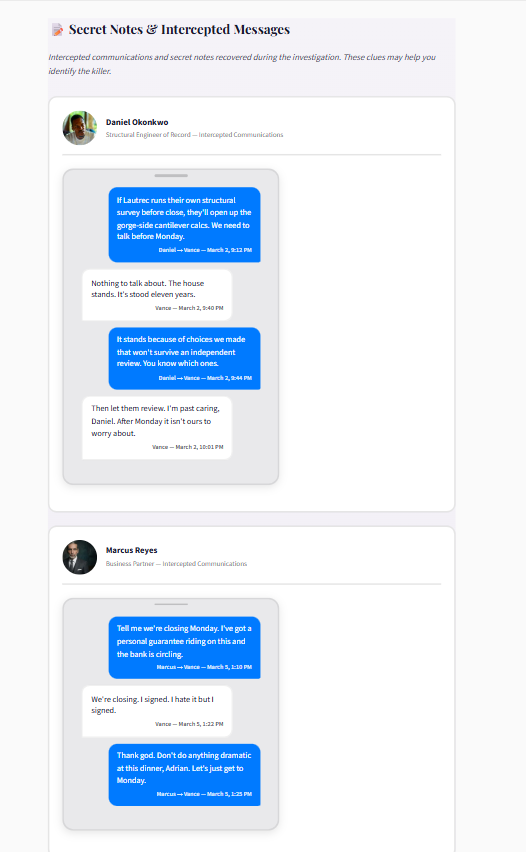 Secret Notes & Intercepted Messages
Intercepted communications and secret notes recovered during the investigation. These clues may help you
identify the killer.
Daniel Okonkwo
Structural Engineer of Record — Intercepted Communications
If Lautrec runs their own structural
survey before close, they'll open up the
gorge-side cantilever calcs. We need to
talk before Monday.
Daniel → Vance — March 2, 9:12 PM
Nothing to talk about. The house
stands. It's stood eleven years.
Vance — March 2, 9:40 PM
It stands because of choices we made
that won't survive an independent
review. You know which ones.
Daniel → Vance — March 2, 9:44 PM
Then let them review. I'm past caring,
Daniel. After Monday it isn't ours to
worry about.
Vance — March 2, 10:01 PM
Marcus Reyes
Business Partner — Intercepted Communications
Tell me we're closing Monday. I've got a
personal guarantee riding on this and
the bank is circling.
Marcus → Vance — March 5, 1:10 PM
We're closing. I signed. I hate it but I
signed.
Vance — March 5, 1:22 PM
Thank god. Don't do anything dramatic
at this dinner, Adrian. Let's just get to
Monday.
Marcus → Vance — March 5, 1:25 PM